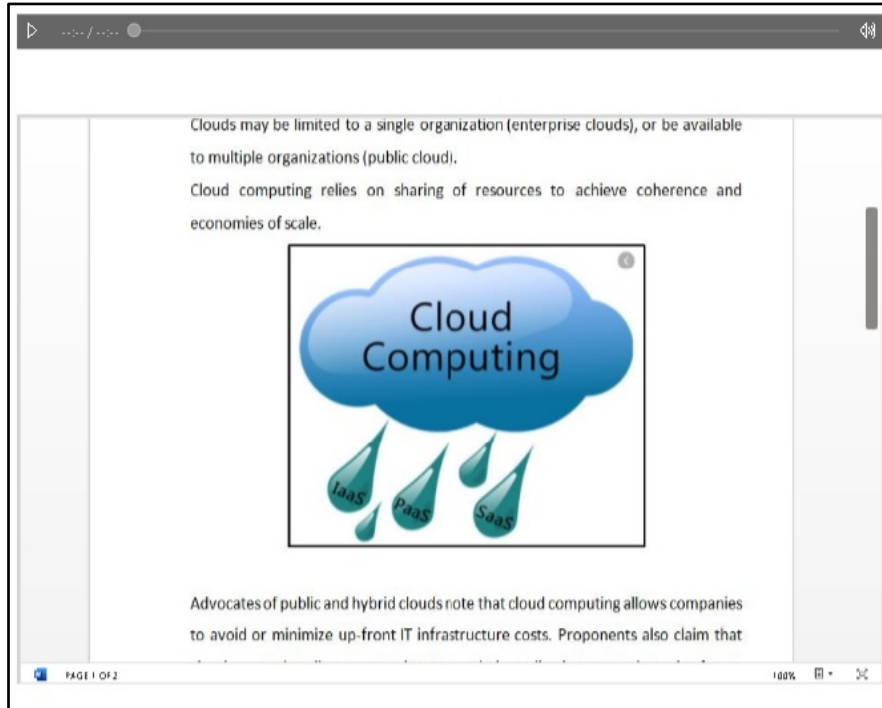 --:-- / --:--
Clouds may be limited to a single organization (enterprise clouds), or be available
to multiple organizations (public cloud).
Cloud computing relies on sharing of resources to achieve coherence and
economies of scale.
Cloud
Computing
IaaS
PaaS
SaaS
Advocates of public and hybrid clouds note that cloud computing allows companies
to avoid or minimize up-front IT infrastructure costs. Proponents also claim that
PAGE 1 OF 2
100%